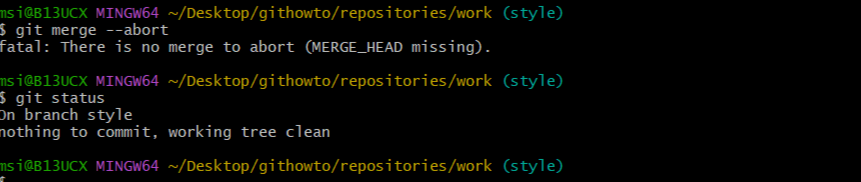 msi@B13UCX MINGW64 ~/Desktop/githowto/repositories/work (style)
$ git merge --abort
fatal: There is no merge to abort (MERGE_HEAD missing).
msi@B13UCX MINGW64 ~/Desktop/githowto/repositories/work (style)
$ git status
On branch style
nothing to commit, working tree clean
msi@B13UCX MINGW64 ~/Desktop/githowto/repositories/work (style)
$